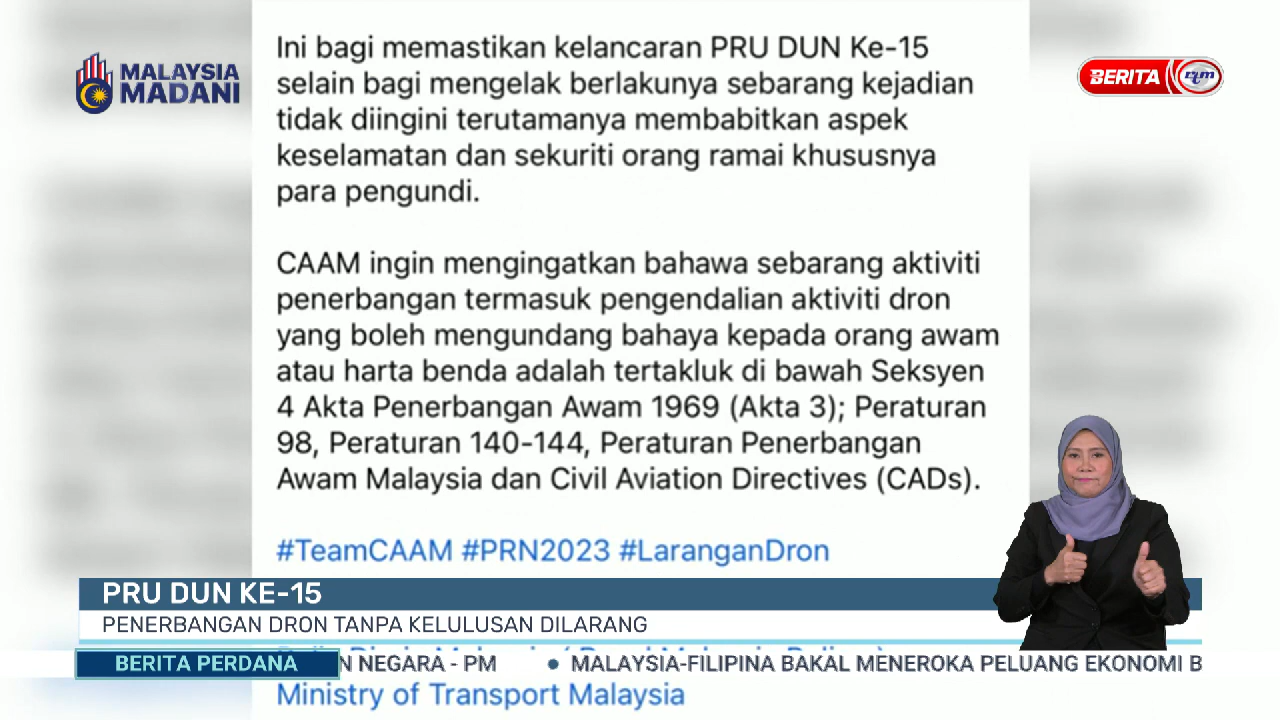 MALAYSIA
MADANI
BERITA rtm
Ini bagi memastikan kelancaran PRU DUN Ke-15
selain bagi mengelak berlakunya sebarang kejadian
tidak diingini terutamanya membabitkan aspek
keselamatan dan sekuriti orang ramai khususnya
para pengundi.
CAAM ingin mengingatkan bahawa sebarang aktiviti
penerbangan termasuk pengendalian aktiviti dron
yang boleh mengundang bahaya kepada orang awam
atau harta benda adalah tertakluk di bawah Seksyen
4 Akta Penerbangan Awam 1969 (Akta 3); Peraturan
98, Peraturan 140-144, Peraturan Penerbangan
Awam Malaysia dan Civil Aviation Directives (CADs).
#TeamCAAM #PRN2023 #LaranganDron
PRU DUN KE-15
PENERBANGAN DRON TANPA KELULUSAN DILARANG
BERITA PERDANA N NEGARA - PM • MALAYSIA-FILIPINA BAKAL MENEROKA PELUANG EKONOMI B
Ministry of Transport Malaysia